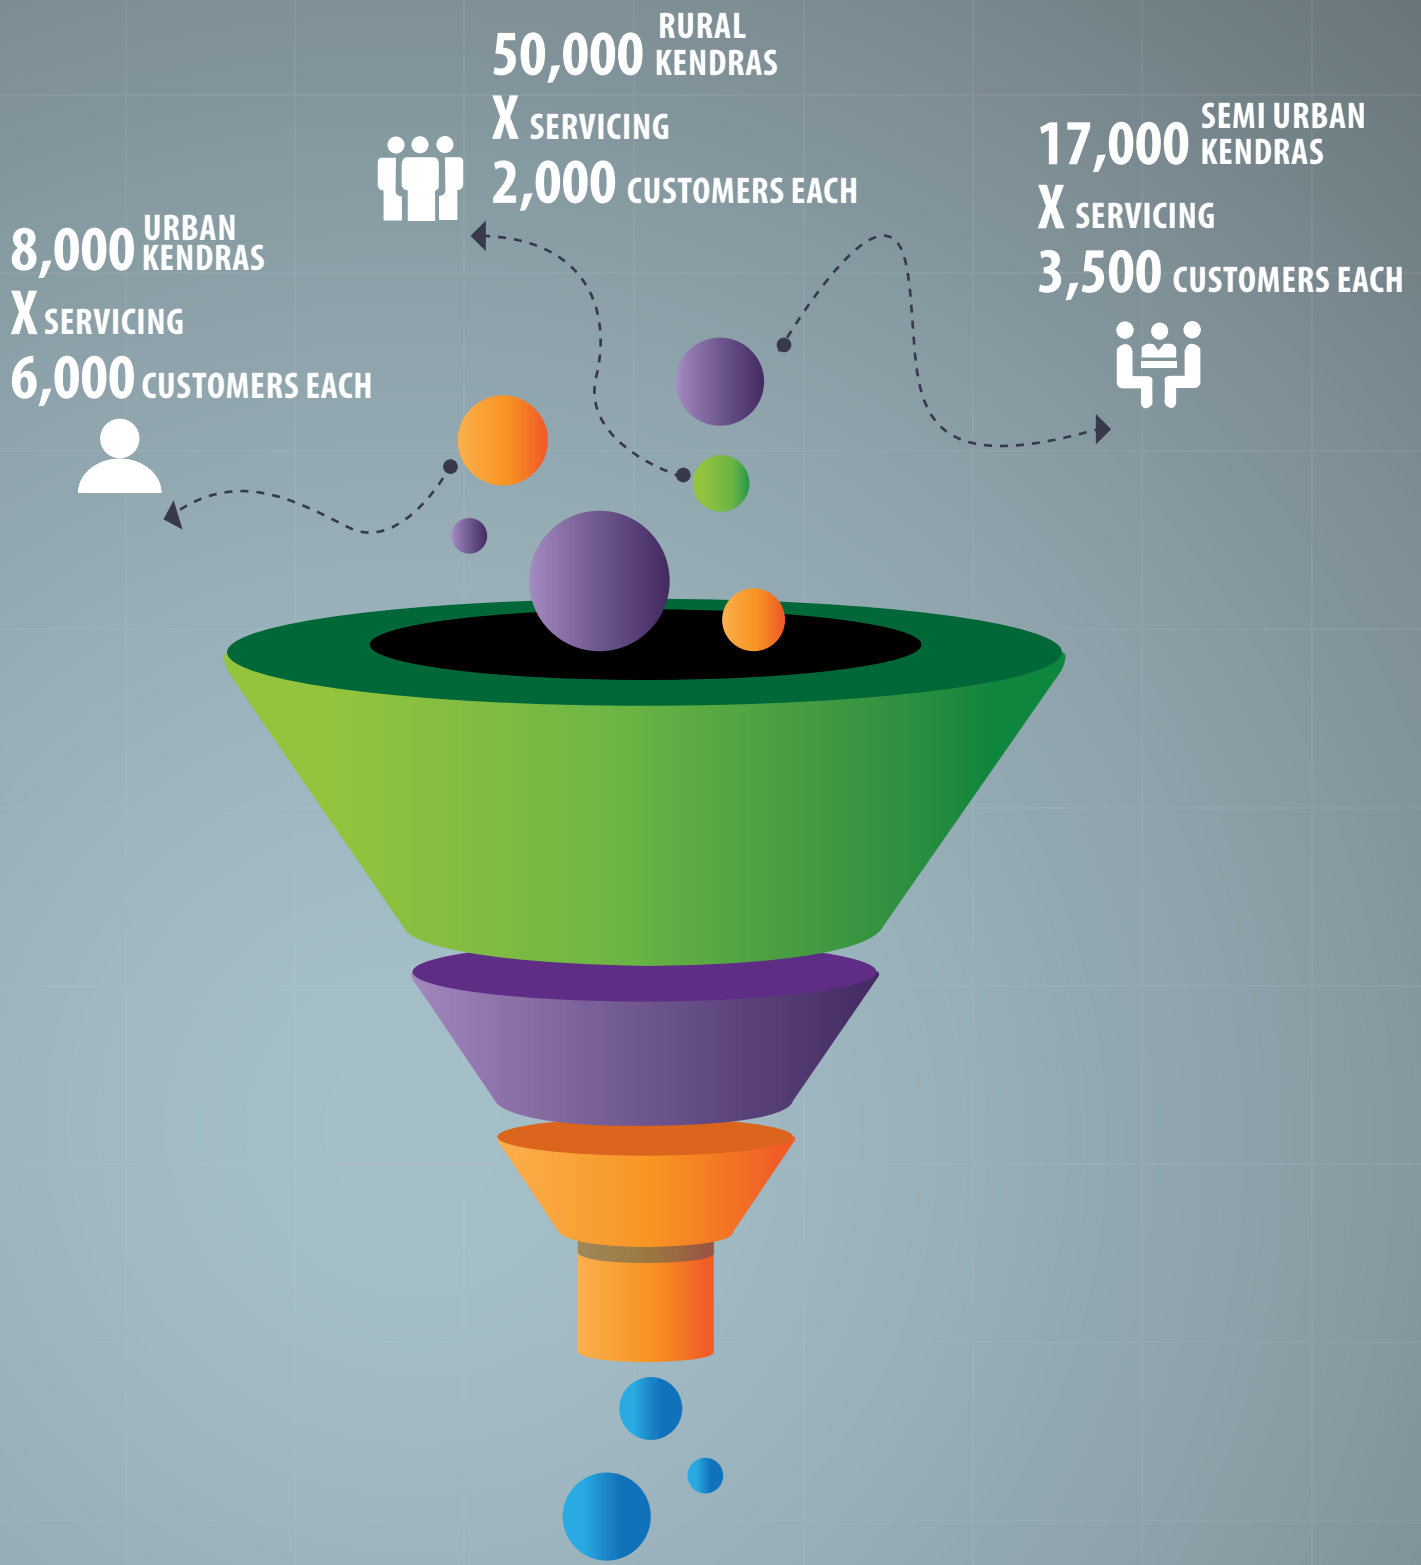 50,000 RURAL KENDRAS
X SERVICING
2,000 CUSTOMERS EACH
17,000 SEMI URBAN KENDRAS
X SERVICING
3,500 CUSTOMERS EACH
8,000 URBAN KENDRAS
X SERVICING
6,000 CUSTOMERS EACH